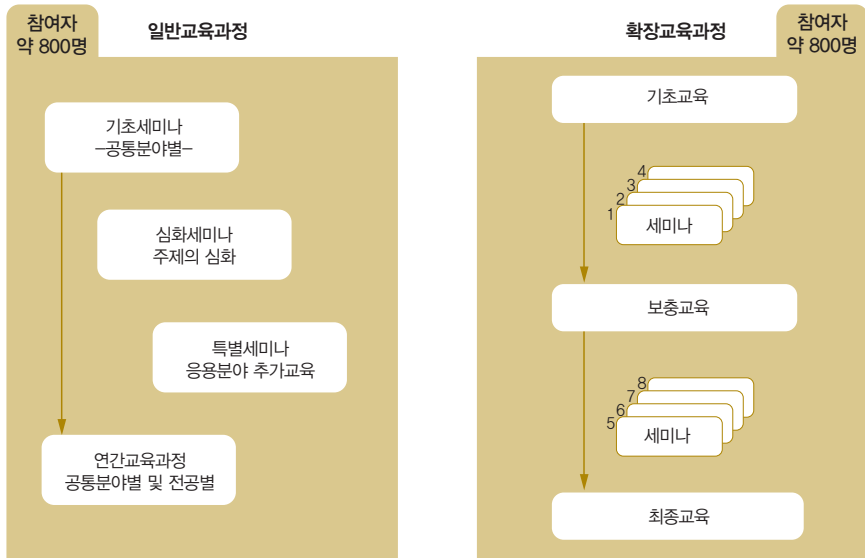 참여자
약 800명
일반교육과정
기초세미나
–공통분야별–
심화세미나
주제의 심화
특별세미나
응용분야 추가교육
연간교육과정
공통분야별 및 전공별
확장교육과정
참여자
약 800명
기초교육
4
3
2
1
세미나
보충교육
8
7
6
5
세미나
최종교육